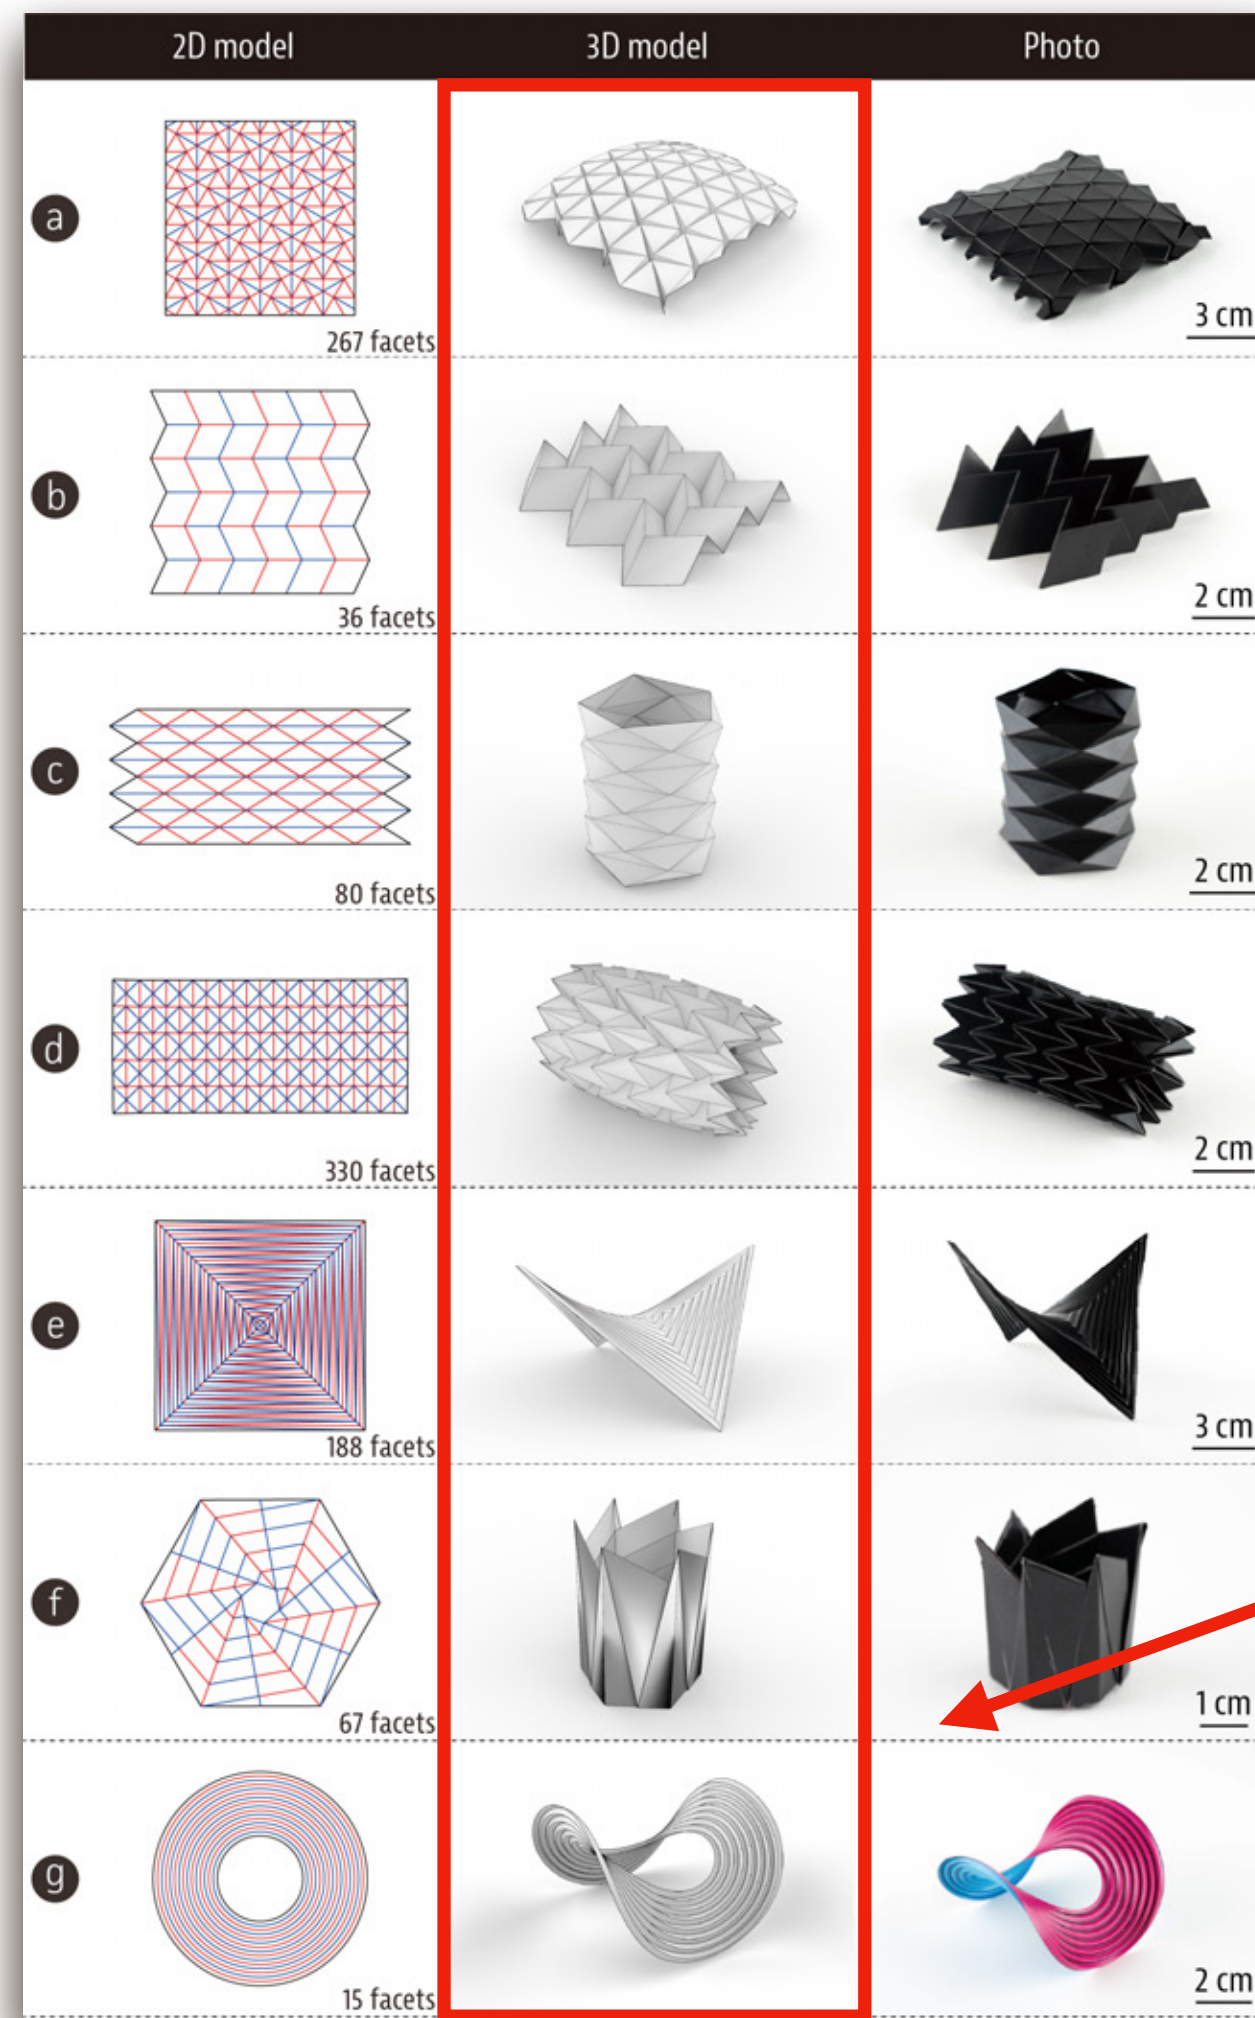 2D model 3D model Photo
a
267 facets
3 cm
b
36 facets
2 cm
c
80 facets
2 cm
d
330 facets
2 cm
e
188 facets
3 cm
f
67 facets
1 cm
g
15 facets
2 cm